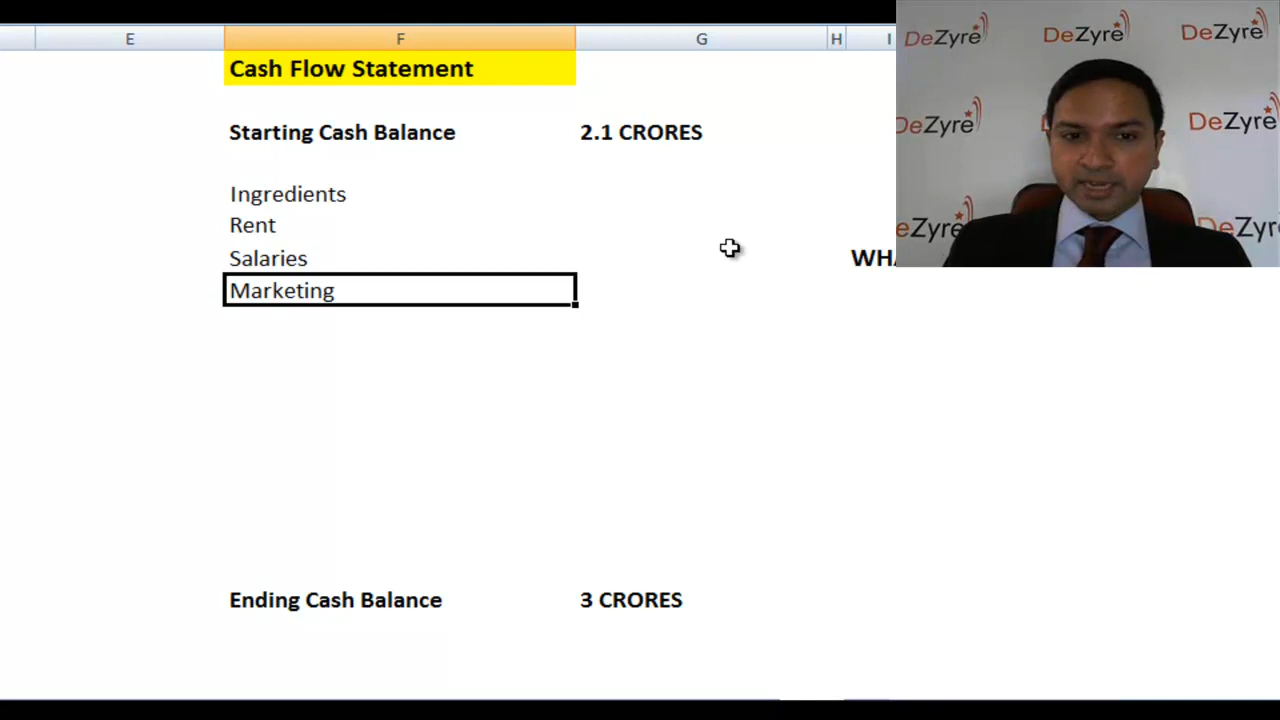 E F G H I
Cash Flow Statement
Starting Cash Balance 2.1 CRORES
Ingredients
Rent
Salaries
Marketing
Ending Cash Balance 3 CRORES
DeZyre DeZyre DeZyre
DeZyre DeZyre
DeZyre